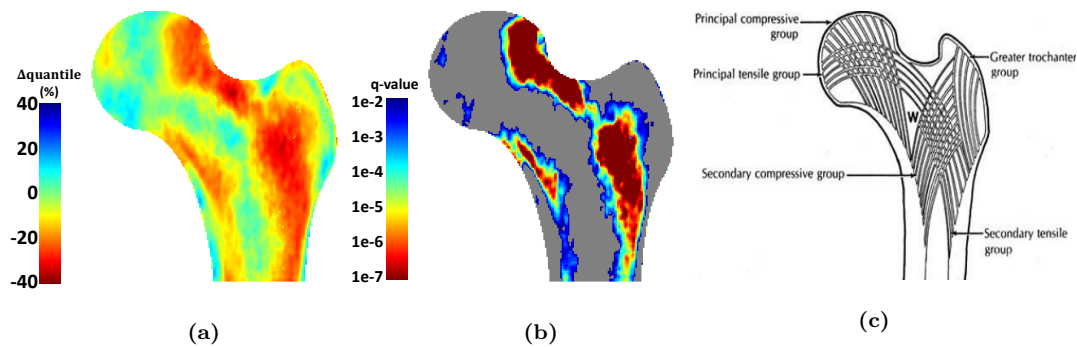 Δquantile
(%)
40
20
0
-20
-40
(a)
q-value
1e-2
1e-3
1e-4
1e-5
1e-6
1e-7
(b)
Principal compressive
group
Principal tensile group
Greater trochanter
group
W
Secondary compressive group
Secondary tensile
group
(c)